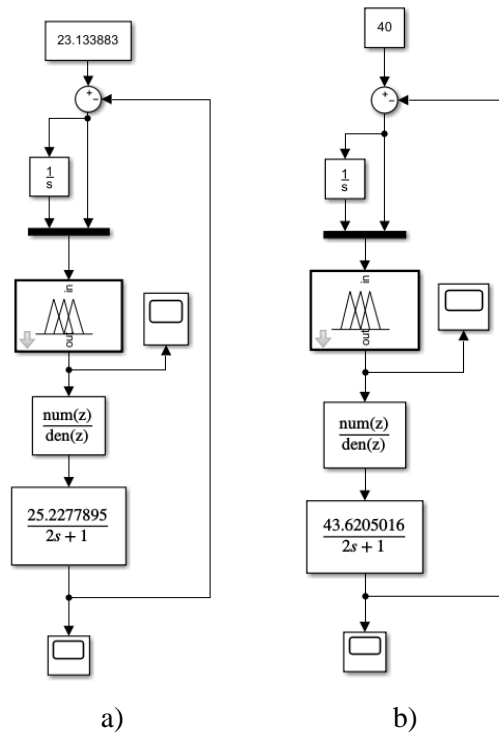 23.133883
+
−
1
s
in
out
num(z)
den(z)
25.2277895
2s + 1
a)
40
+
−
1
s
in
out
num(z)
den(z)
43.6205016
2s + 1
b)